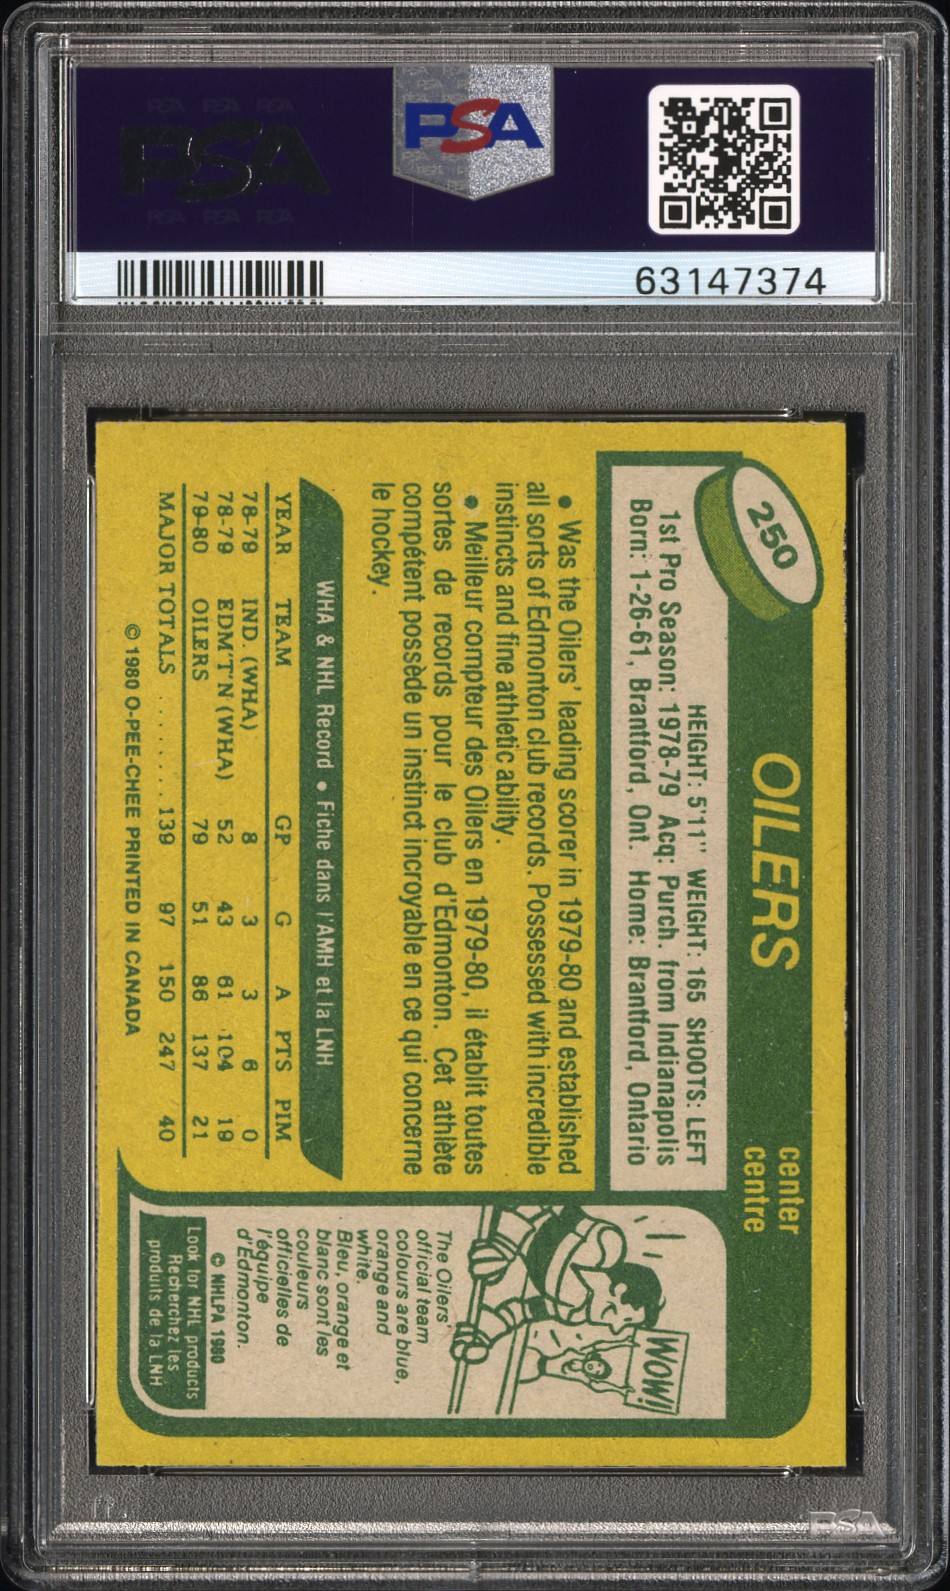 PSA
PSA
63147374
250
OILERS
center
centre
HEIGHT: 5'11" WEIGHT: 165 SHOOTS: LEFT
1st Pro Season: 1978-79 Acq: Purch. from Indianapolis
Born: 1-26-61, Brantford, Ont. Home: Brantford, Ontario
● Was the Oilers' leading scorer in 1979-80 and established
all sorts of Edmonton club records. Possessed with incredible
instincts and fine athletic ability.
● Meilleur compteur des Oilers en 1979-80, il établit toutes
sortes de records pour le club d'Edmonton. Cet athlète
compétent possède un instinct incroyable en ce qui concerne
le hockey.
WHA & NHL Record ● Fiche dans l'AMH et la LNH
YEAR TEAM GP G A PTS PIM
78-79 IND. (WHA) 8 3 3 6 0
78-79 EDM'T'N (WHA) 52 43 61 104 19
79-80 OILERS 79 51 86 137 21
MAJOR TOTALS ........ 139 97 150 247 40
© 1980 O-PEE-CHEE PRINTED IN CANADA
WOW!
The Oilers'
official team
colours are blue,
orange and
white.
Bleu, orange et
blanc sont les
couleurs
officielles de
l'équipe
d'Edmonton.
© NHLPA 1980
Look for NHL products
Recherchez les
produits de la LNH
PSA